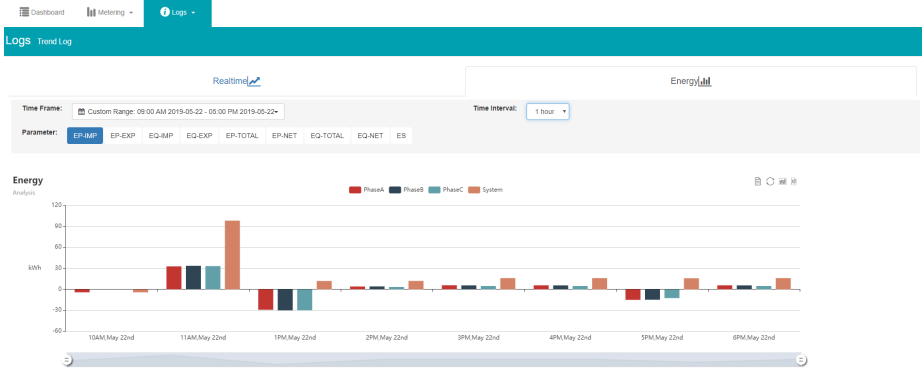 Dashboard Metering Logs
Logs Trend Log
Realtime Energy
Time Frame: Custom Range: 09:00 AM 2019-05-22 - 05:00 PM 2019-05-22 Time Interval: 1 hour
Parameter: EP-IMP EP-EXP EQ-IMP EQ-EXP EP-TOTAL EP-NET EQ-TOTAL EQ-NET ES
Energy
Analysis
PhaseA PhaseB PhaseC System
120
90
60
kWh 30
0
-30
-60
10AM,May 22nd 11AM,May 22nd 1PM,May 22nd 2PM,May 22nd 3PM,May 22nd 4PM,May 22nd 5PM,May 22nd 6PM,May 22nd